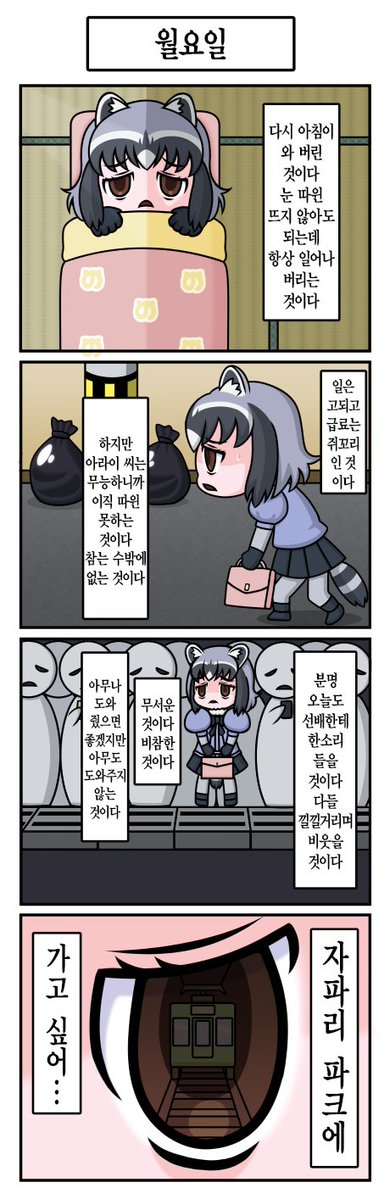 월요일
다시 아침이
와 버린
것이다
눈 따윈
뜨지 않아도
되는데
항상 일어나
버리는
것이다
の
の
の
の
일은
고되고
급료는
쥐꼬리
인 것
이다
하지만
아라이 씨는
무능하니까
이직 따윈
못하는
것이다
참는 수밖에
없는 것이다
분명
오늘도
선배한테
한소리
들을
것이다
다들
낄낄거리며
비웃을
것이다
무서운
것이다
비참한
것이다
아무나
도와
줬으면
좋겠지만
아무도
도와주지
않는
것이다
자파리 파크에
가고 싶어…